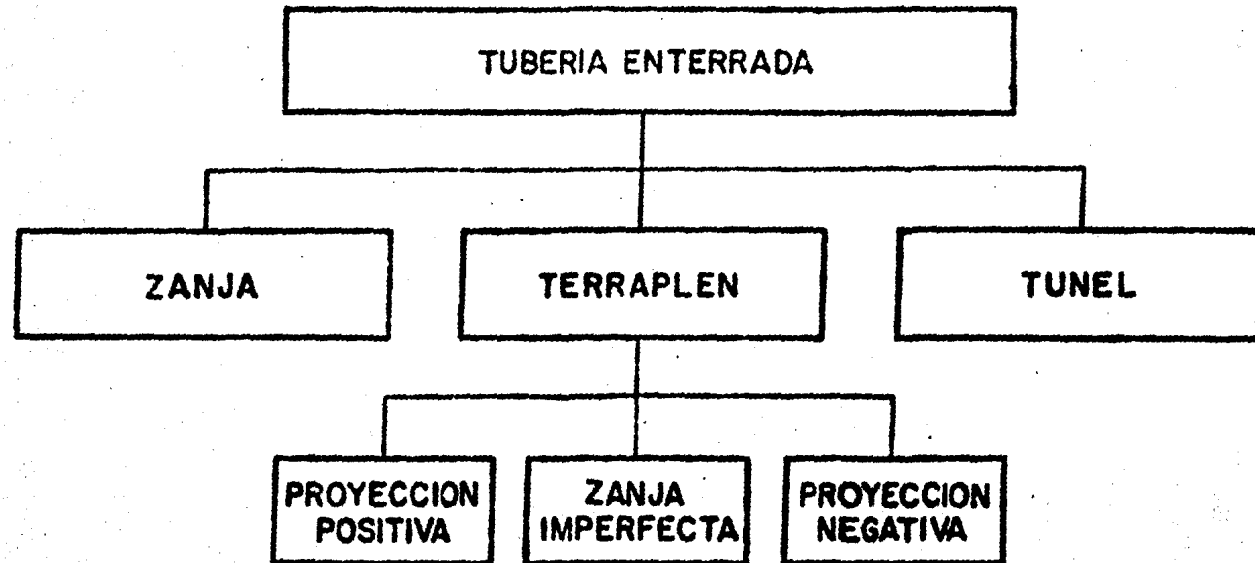 TUBERIA ENTERRADA
ZANJA
TERRAPLEN
TUNEL
PROYECCION
POSITIVA
ZANJA
IMPERFECTA
PROYECCION
NEGATIVA